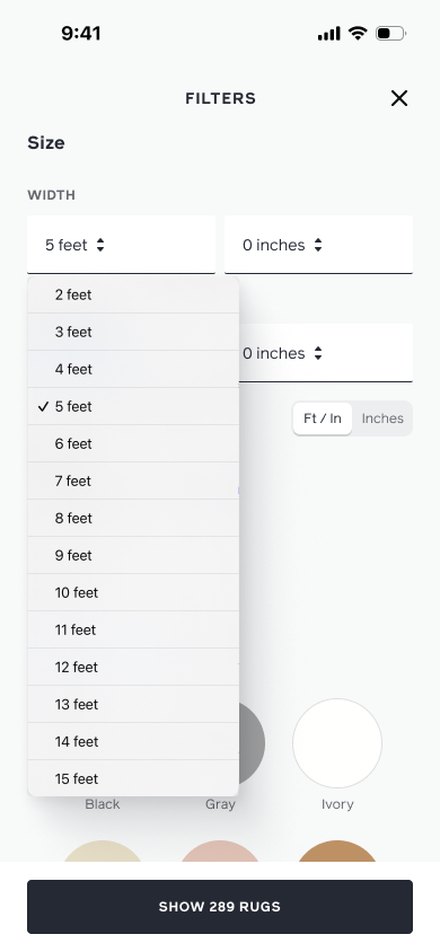 9:41
FILTERS
Size
WIDTH
5 feet
0 inches
2 feet
3 feet
0 inches
4 feet
5 feet
Ft / In
Inches
6 feet
7 feet
8 feet
9 feet
10 feet
11 feet
12 feet
13 feet
14 feet
15 feet
Black
Gray
Ivory
SHOW 289 RUGS